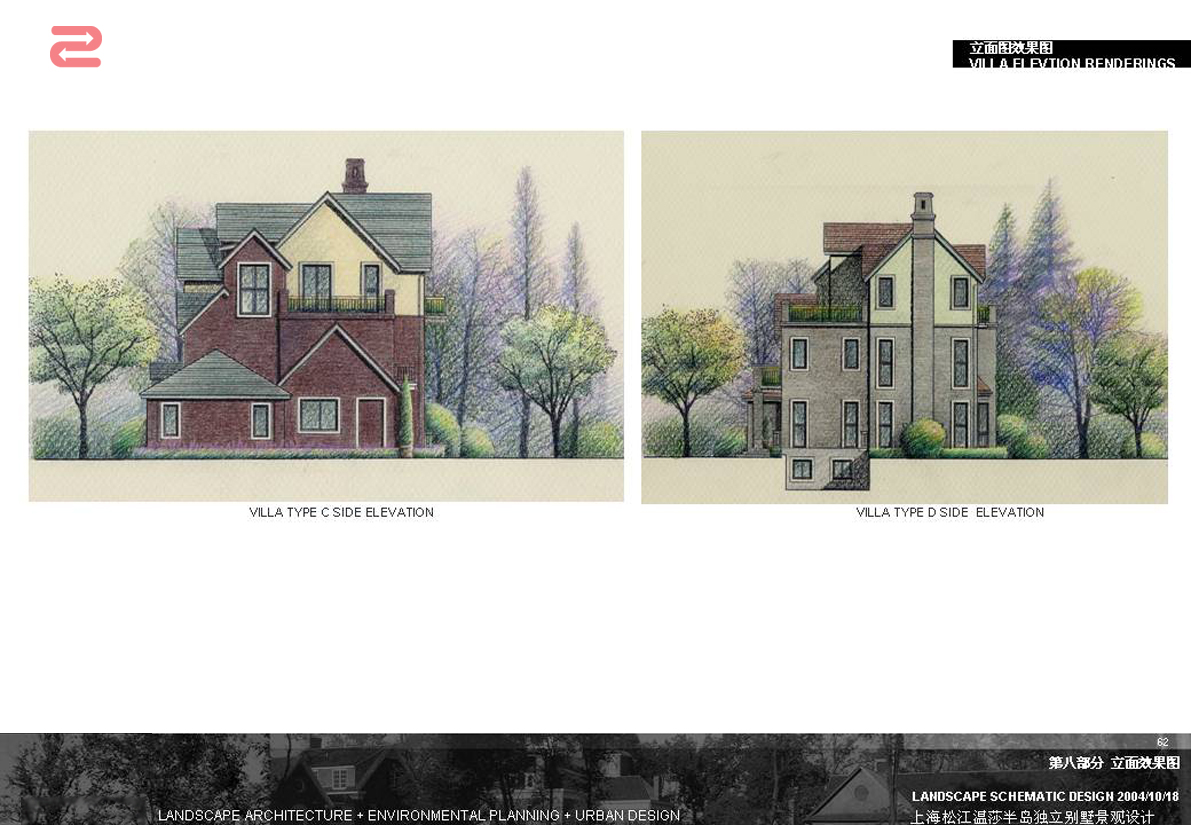 立面图效果图
VILLA ELEVTION RENDERINGS
VILLA TYPE C SIDE ELEVATION
VILLA TYPE D SIDE ELEVATION
62
第八部分 立面效果图
LANDSCAPE SCHEMATIC DESIGN 2004/10/18
LANDSCAPE ARCHITECTURE + ENVIRONMENTAL PLANNING + URBAN DESIGN
上海松江温莎半岛独立别墅景观设计